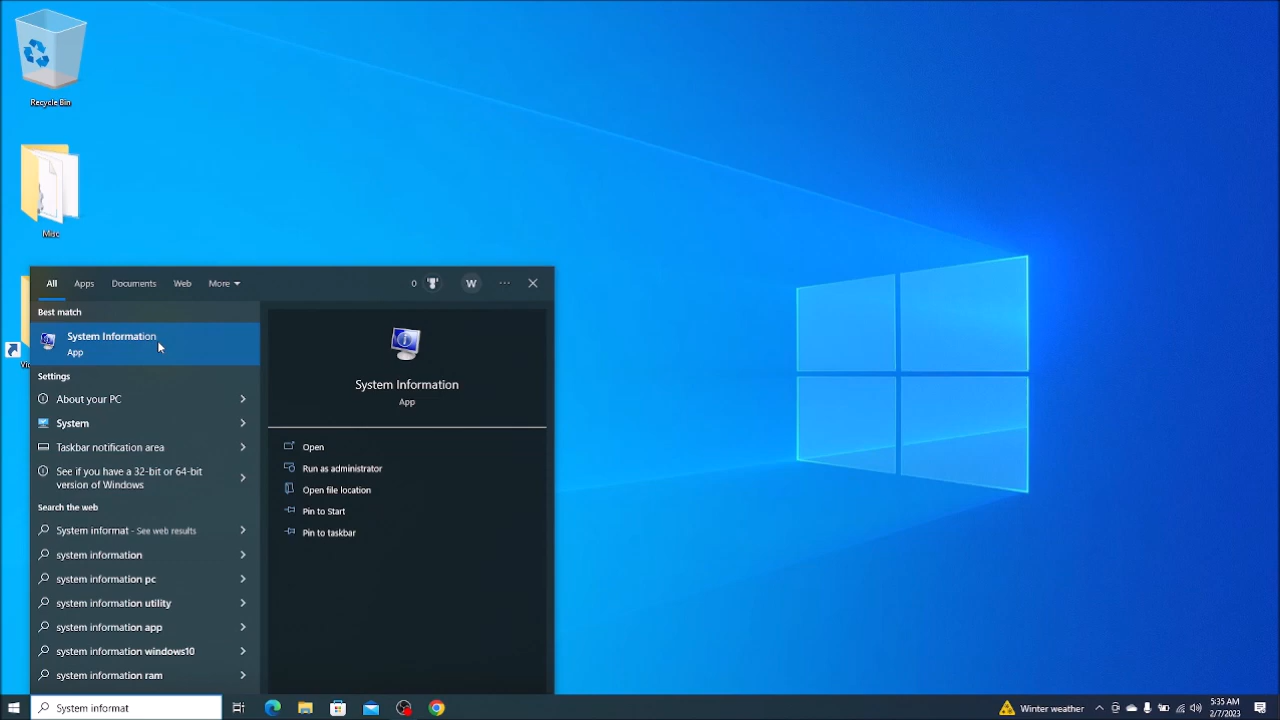 Recycle Bin
Misc
All Apps Documents Web More 0 W ...
Best match
System Information
App
Settings
About your PC
System
Taskbar notification area
See if you have a 32-bit or 64-bit
version of Windows
Search the web
System informat - See web results
system information
system information pc
system information utility
system information app
system information windows10
system information ram
System Information
App
Open
Run as administrator
Open file location
Pin to Start
Pin to taskbar
System informat
Winter weather
5:35 AM
2/7/2023